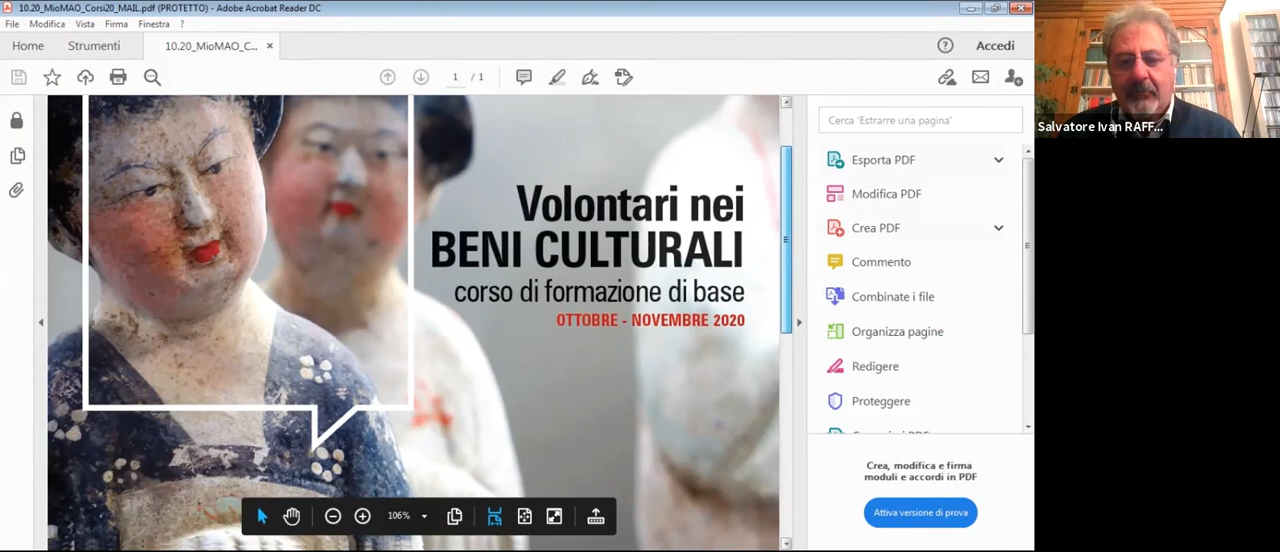 10.20_MioMAO_Corsi20_MAIL.pdf (PROTETTO) - Adobe Acrobat Reader DC
File Modifica Vista Firma Finestra ?
Home Strumenti 10.20_MioMAO_C... × Accedi
1 / 1
Cerca 'Estrarre una pagina'
Esporta PDF
Modifica PDF
Crea PDF
Commento
Combinate i file
Organizza pagine
Redigere
Proteggere
Crea, modifica e firma
moduli e accordi in PDF
Attiva versione di prova
Volontari nei
BENI CULTURALI
corso di formazione di base
OTTOBRE - NOVEMBRE 2020
106%
Salvatore Ivan RAFF...